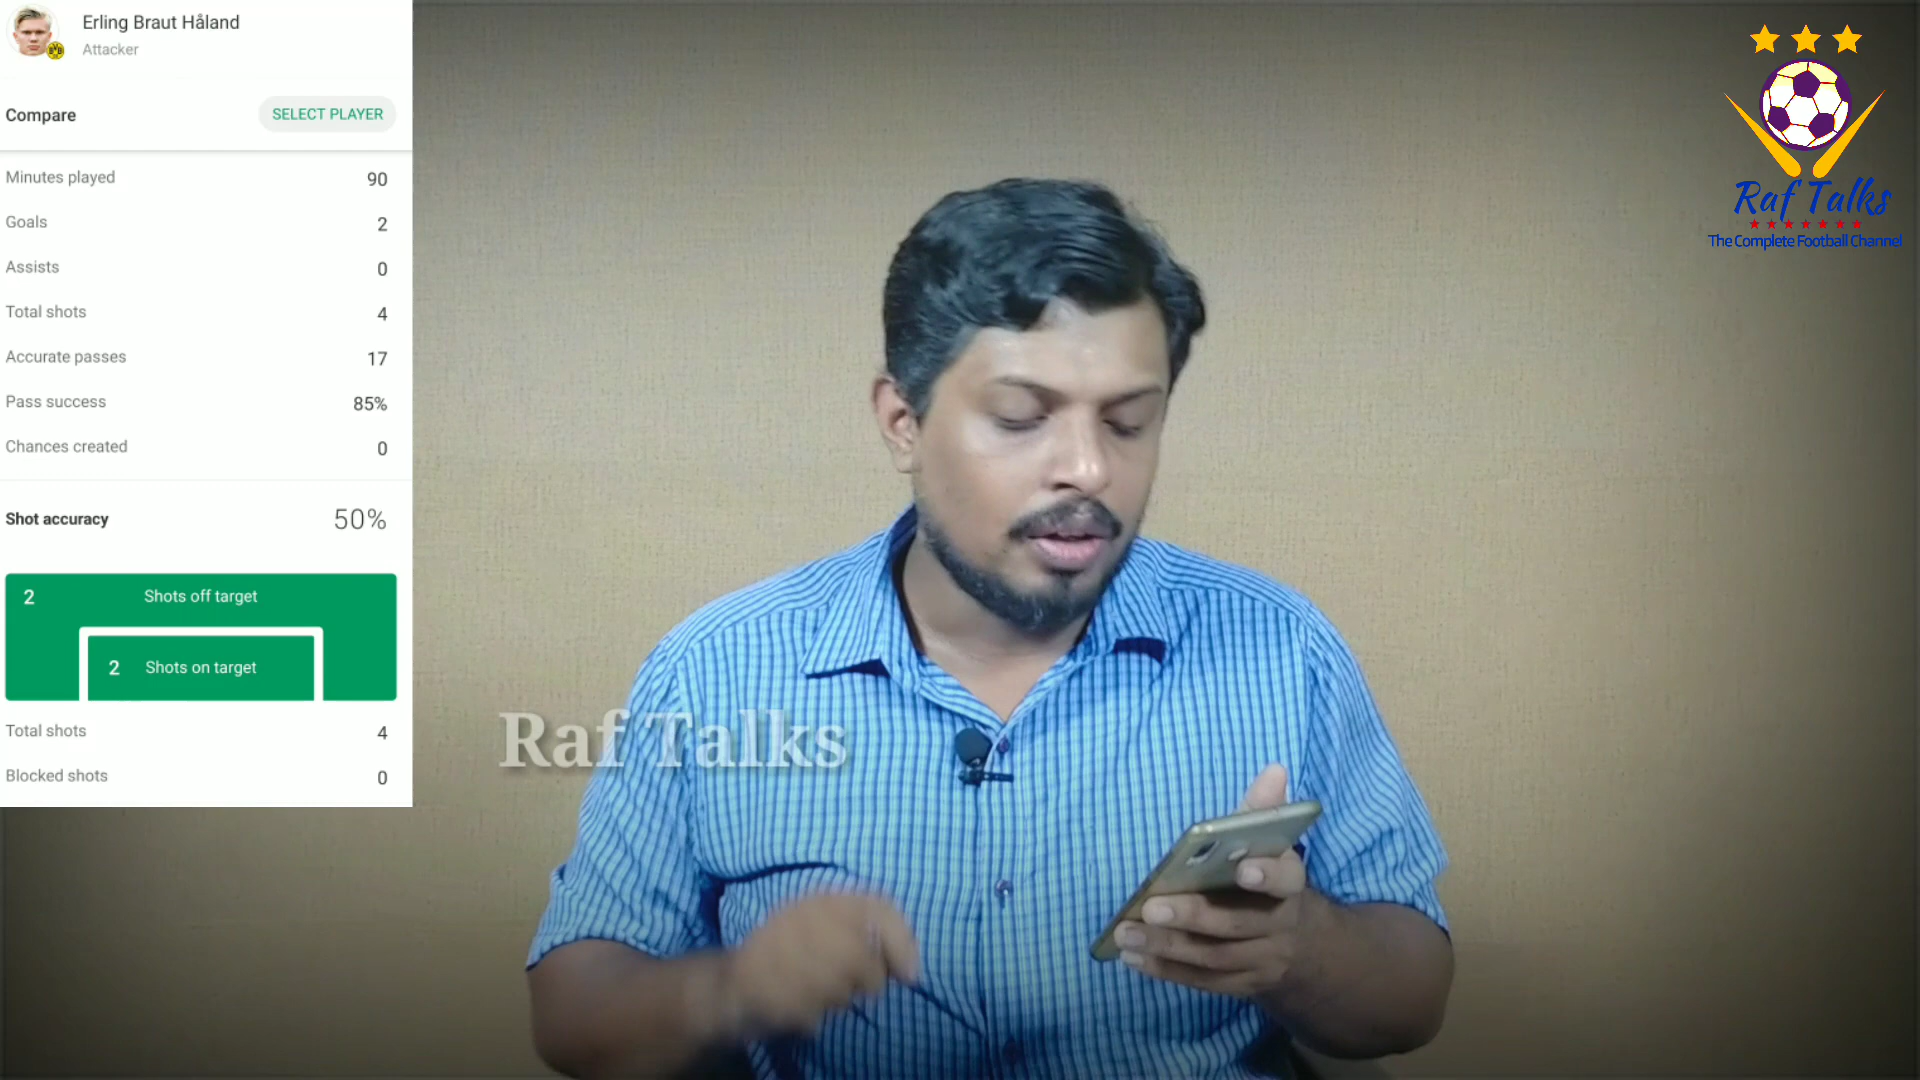 Erling Braut Håland
Attacker
Compare
SELECT PLAYER
Minutes played 90
Goals 2
Assists 0
Total shots 4
Accurate passes 17
Pass success 85%
Chances created 0
Shot accuracy 50%
2 Shots off target
2 Shots on target
Total shots 4
Blocked shots 0
Raf Talks
The Complete Football Channel
Raf Talks